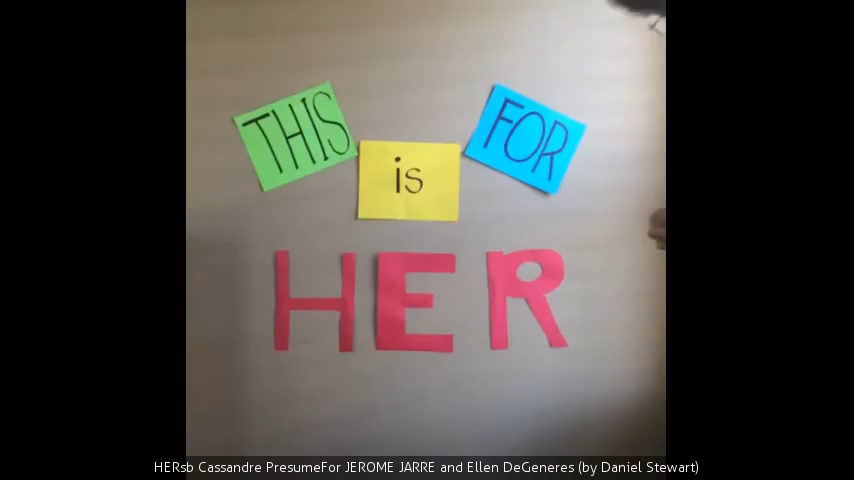 THIS
is
FOR
HER
HERsb Cassandre PresumeFor JEROME JARRE and Ellen DeGeneres (by Daniel Stewart)